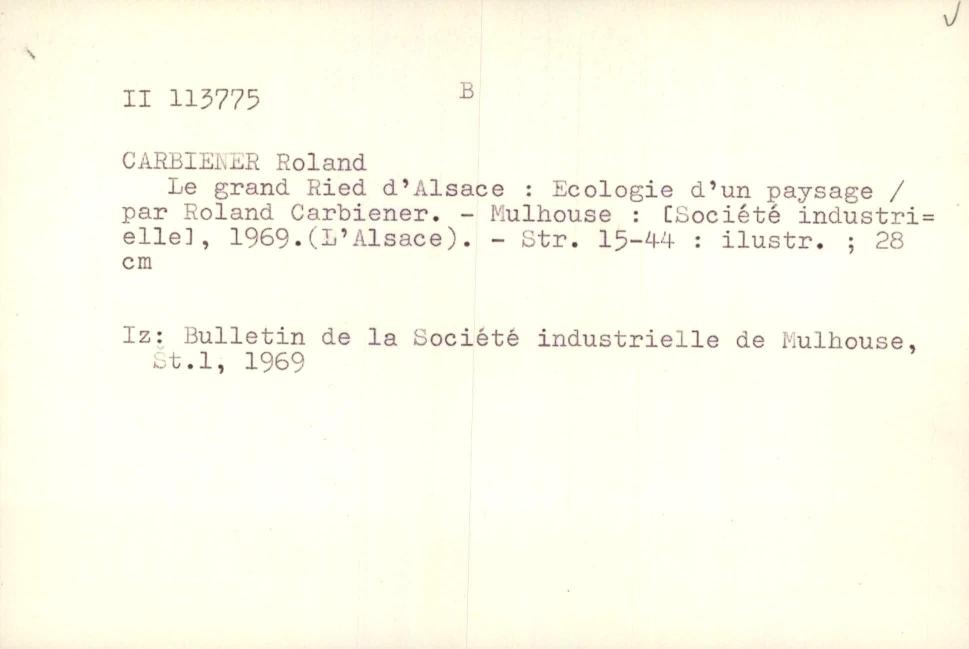 II 113775 B
CARBIENER Roland
Le grand Ried d'Alsace : Ecologie d'un paysage /
par Roland Carbiener. - Mulhouse : [Société industri=
elle], 1969.(L'Alsace). - Str. 15-44 : ilustr. ; 28
cm
Iz: Bulletin de la Société industrielle de Mulhouse,
Št.1, 1969